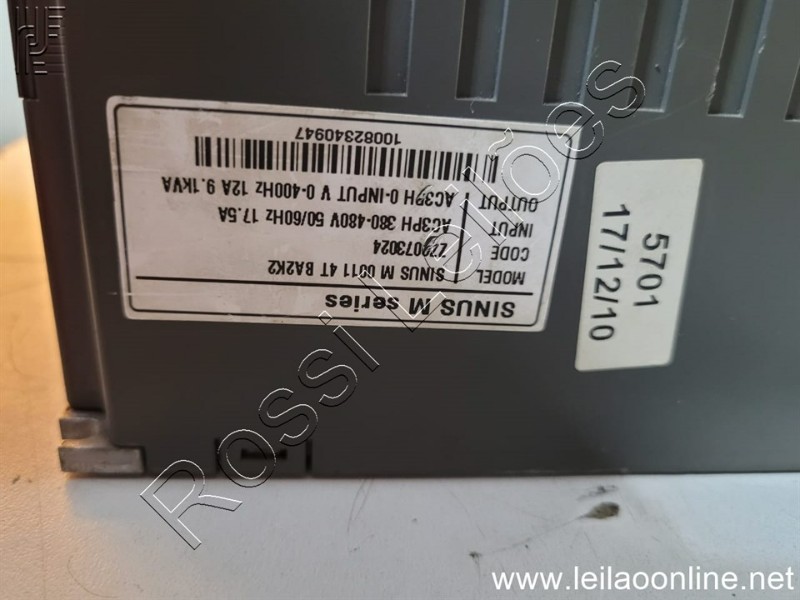 SINUS M series
MODEL SINUS M 0011 4T BA2K2
CODE ZZ0073024
INPUT AC3PH 380-480V 50/60Hz 17.5A
OUTPUT AC3PH 0-INPUT V 0-400Hz 12A 9.1KVA
10082340947
5701
17/12/10
Rossi Leilões
www.leilaoonline.net